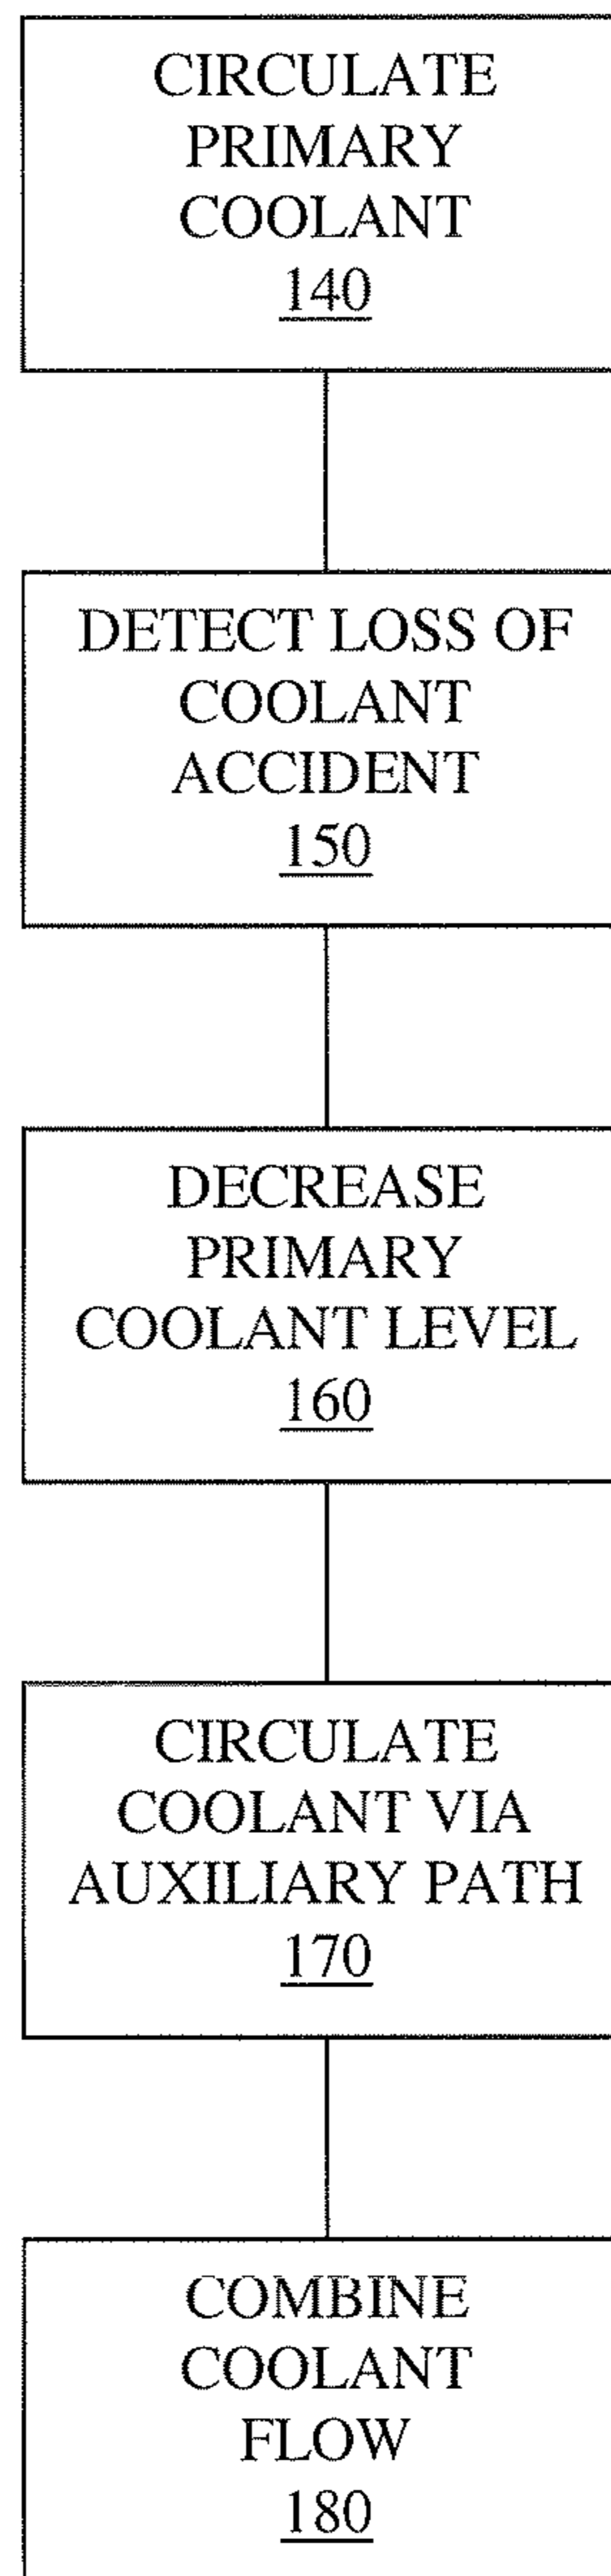 CIRCULATE
PRIMARY
COOLANT
140
DETECT LOSS OF
COOLANT
ACCIDENT
150
DECREASE
PRIMARY
COOLANT LEVEL
160
CIRCULATE
COOLANT VIA
AUXILIARY PATH
170
COMBINE
COOLANT
FLOW
180